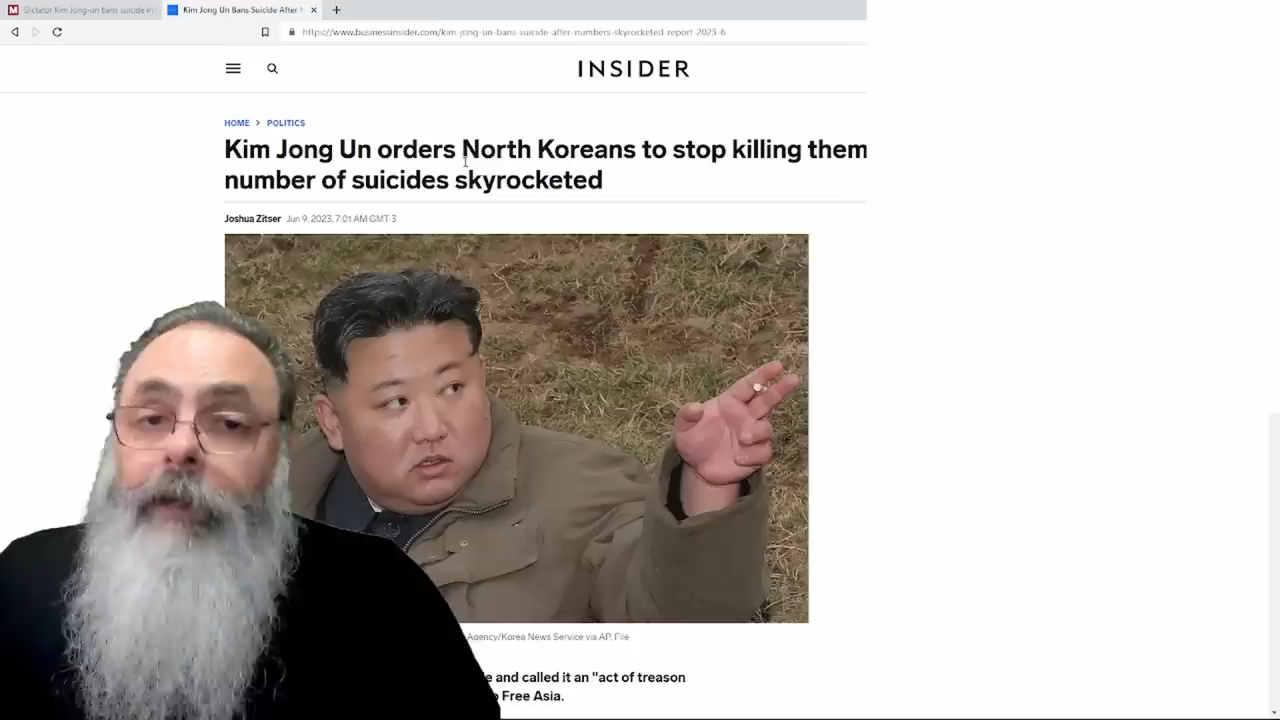 Dictator Kim Jong-un bans suicide in
Kim Jong Un Bans Suicide After N
https://www.businessinsider.com/kim-jong-un-bans-suicide-after-numbers-skyrocketed-report-2023-6
INSIDER
HOME > POLITICS
Kim Jong Un orders North Koreans to stop killing them
number of suicides skyrocketed
Joshua Zitser Jun 9, 2023, 7:01 AM GMT-3
Agency/Korea News Service via AP, File
e and called it an "act of treason
Free Asia.